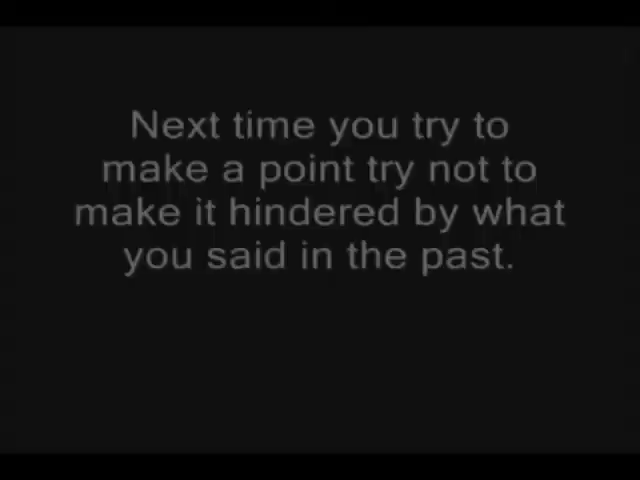 Next time you try to
make a point try not to
make it hindered by what
you said in the past.